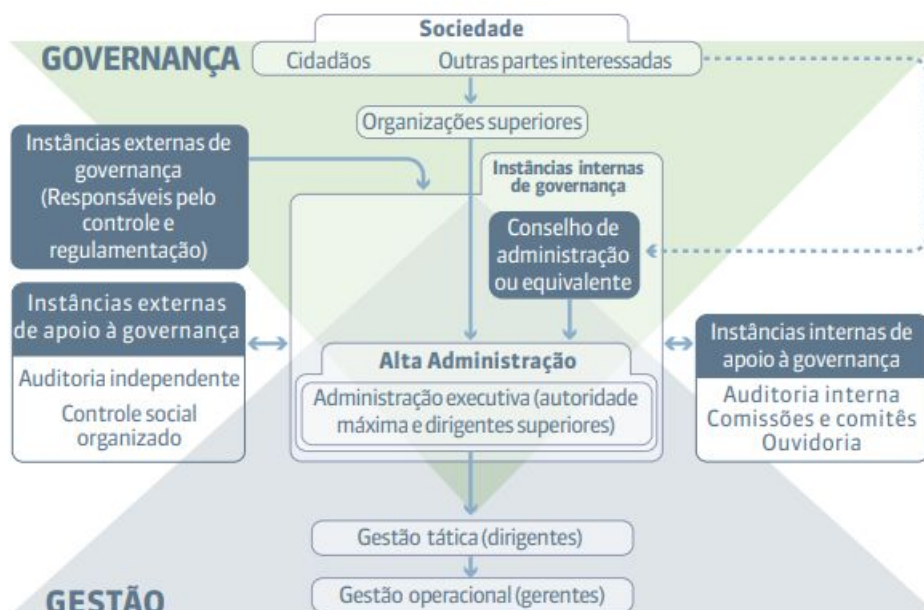 Sociedade
GOVERNANÇA
Cidadãos Outras partes interessadas
Organizações superiores
Instâncias externas de
governança
(Responsáveis pelo
controle e
regulamentação)
Instâncias internas
de governança
Conselho de
administração
ou equivalente
Instâncias externas
de apoio à governança
Auditoria independente
Controle social
organizado
Alta Administração
Administração executiva (autoridade
máxima e dirigentes superiores)
Instâncias internas de
apoio à governança
Auditoria interna
Comissões e comitês
Ouvidoria
Gestão tática (dirigentes)
Gestão operacional (gerentes)
GESTÃO